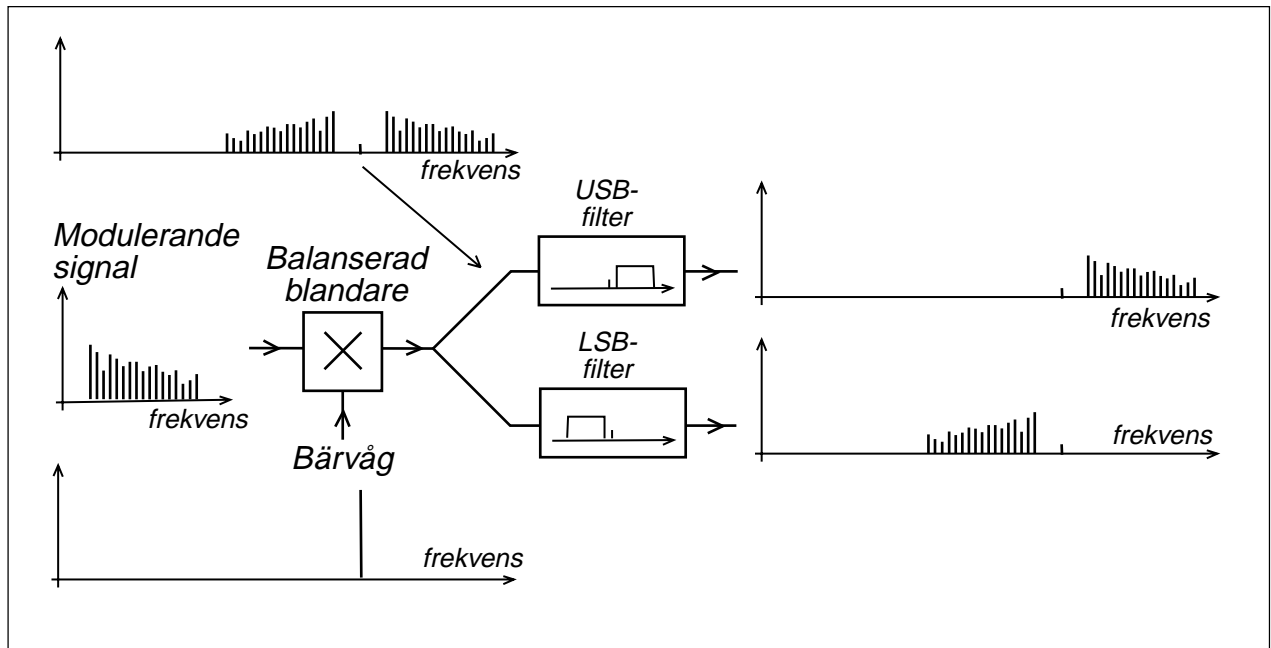 frekvens
USB-
filter
Modulerande
signal
Balanserad
blandare
frekvens
LSB-
filter
frekvens
frekvens
Bärvåg
frekvens